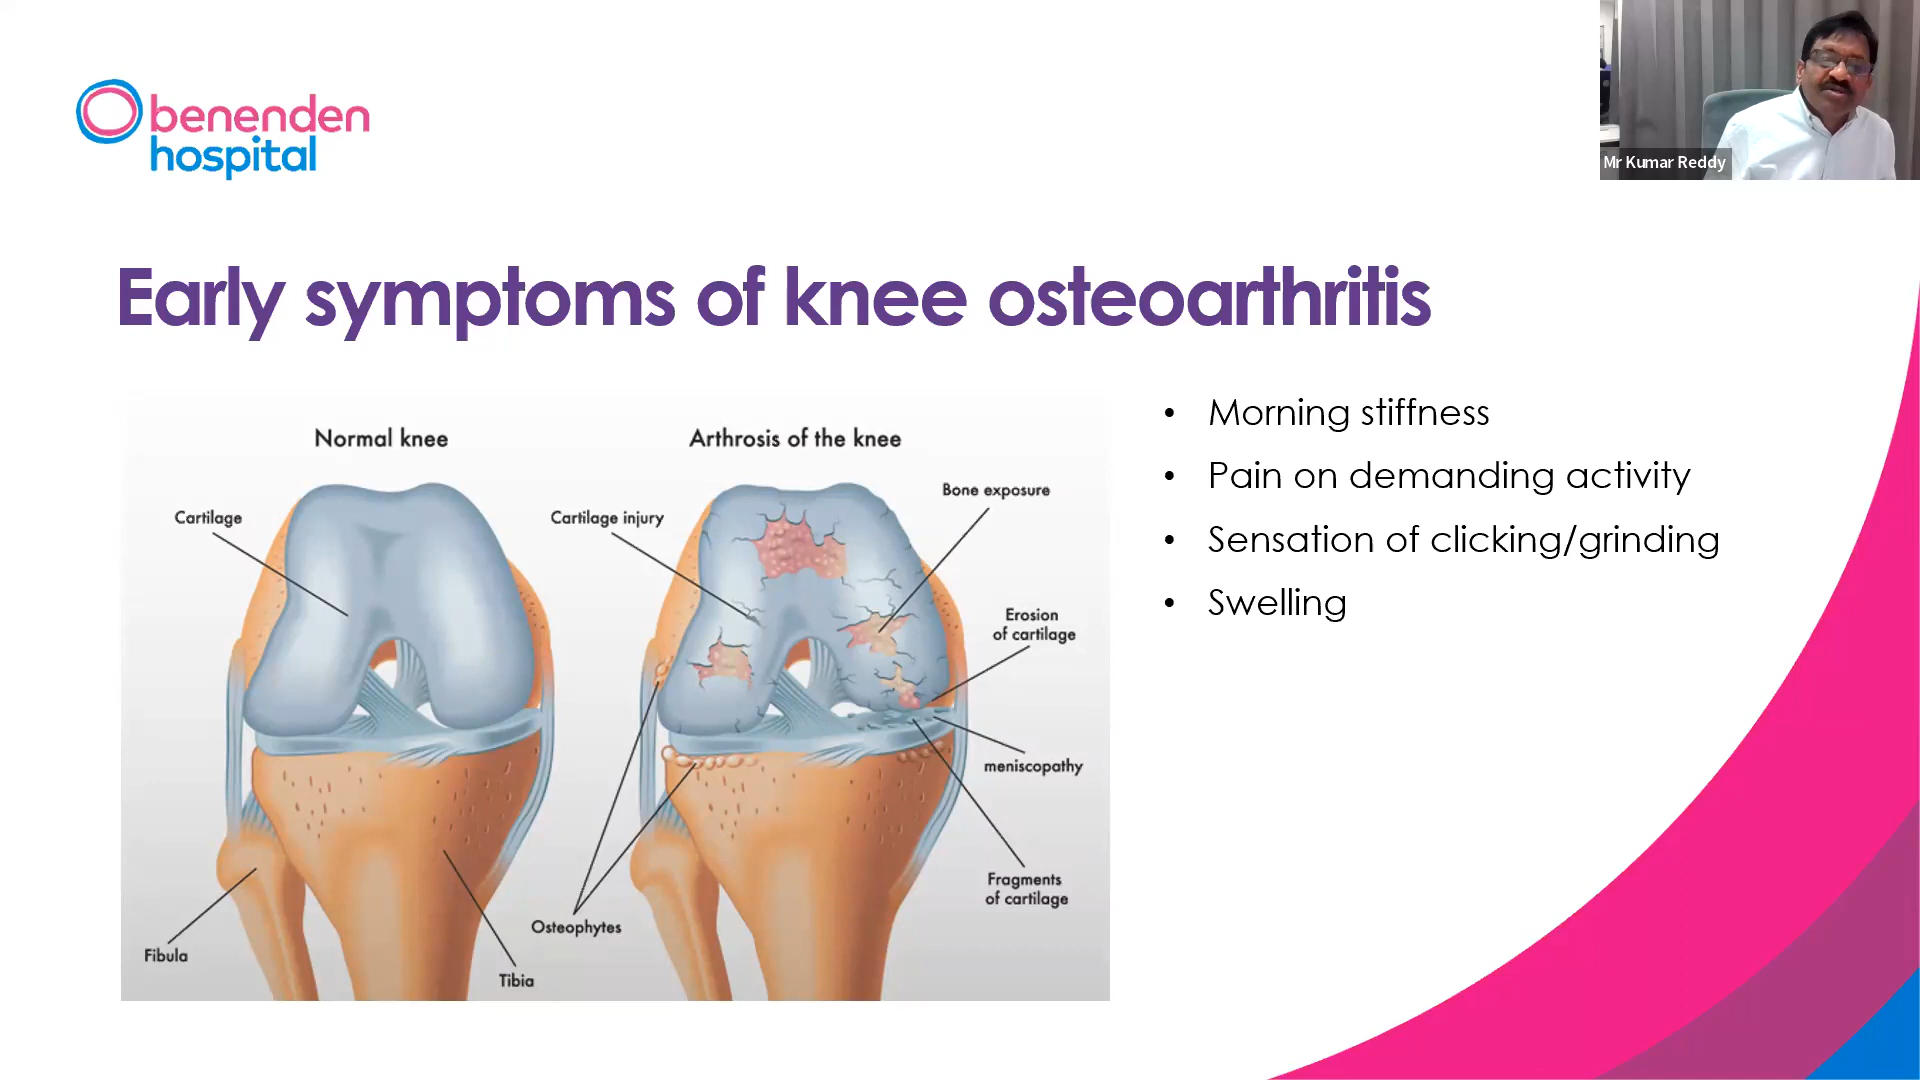 benenden
hospital
Mr Kumar Reddy
Early symptoms of knee osteoarthritis
Normal knee
Cartilage
Fibula
Tibia
Arthrosis of the knee
Cartilage injury
Bone exposure
Erosion
of cartilage
meniscopathy
Fragments
of cartilage
Osteophytes
• Morning stiffness
• Pain on demanding activity
• Sensation of clicking/grinding
• Swelling